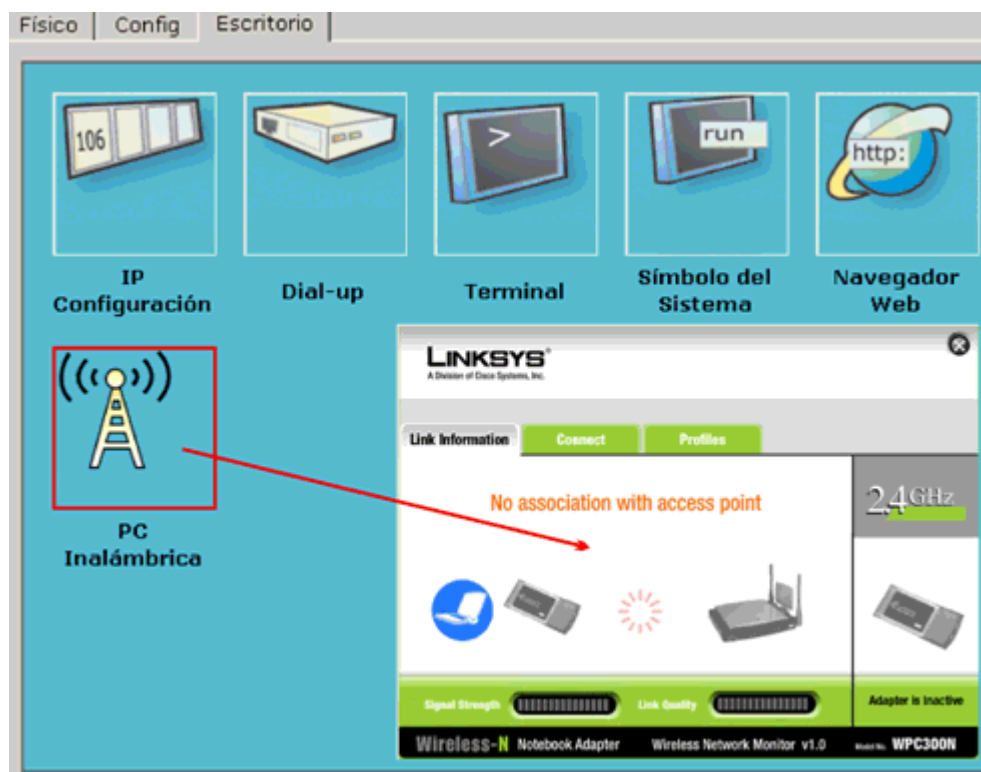 Físico Config Escritorio
106
>
run
http:
IP
Configuración
Dial-up
Terminal
Símbolo del
Sistema
Navegador
Web
PC
Inalámbrica
LINKSYS®
A Division of Cisco Systems, Inc.
Link Information Connect Profiles
2,4GHz
No association with access point
Signal Strength Link Quality Adapter is Inactive
Wireless-N Notebook Adapter Wireless Network Monitor v1.0 Model No. WPC300N